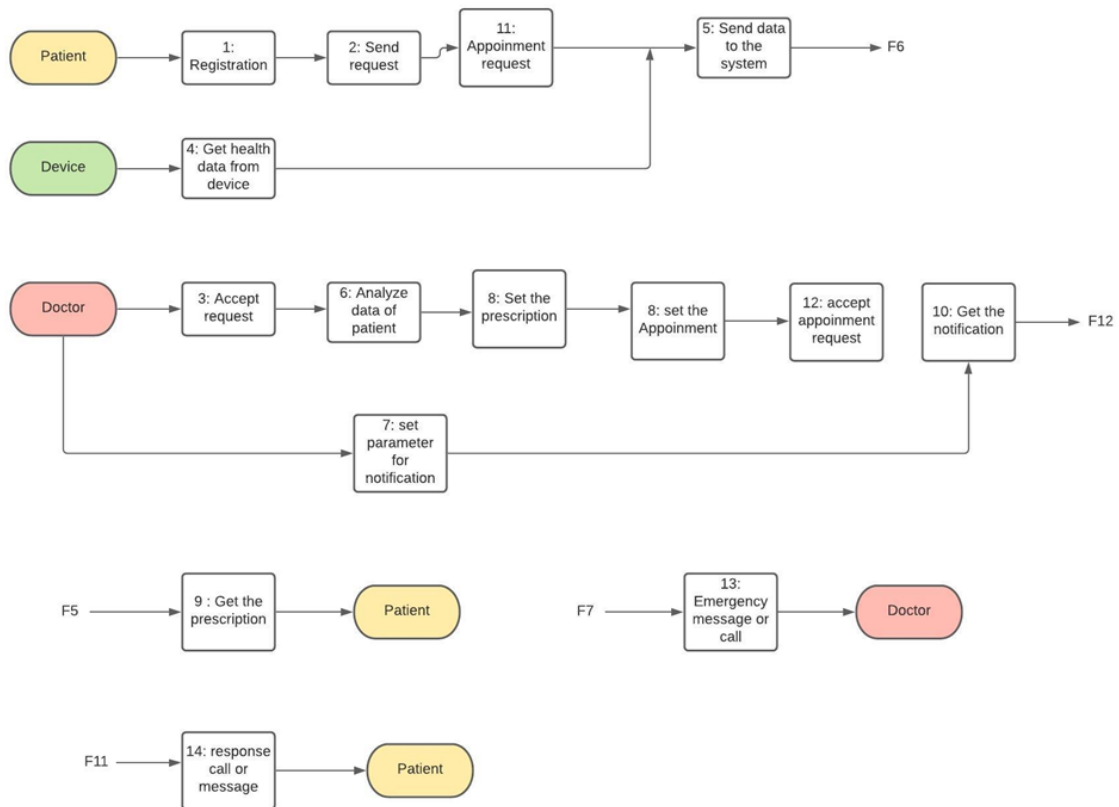 Patient
1:
Registration
2: Send
request
11:
Appoinment
request
5: Send data
to the
system
F6
Device
4: Get health
data from
device
Doctor
3: Accept
request
6: Analyze
data of
patient
8: Set the
prescription
8: set the
Appoinment
12: accept
appoinment
request
10: Get the
notification
F12
7: set
parameter
for
notification
F5
9 : Get the
prescription
Patient
F7
13:
Emergency
message or
call
Doctor
F11
14: response
call or
message
Patient